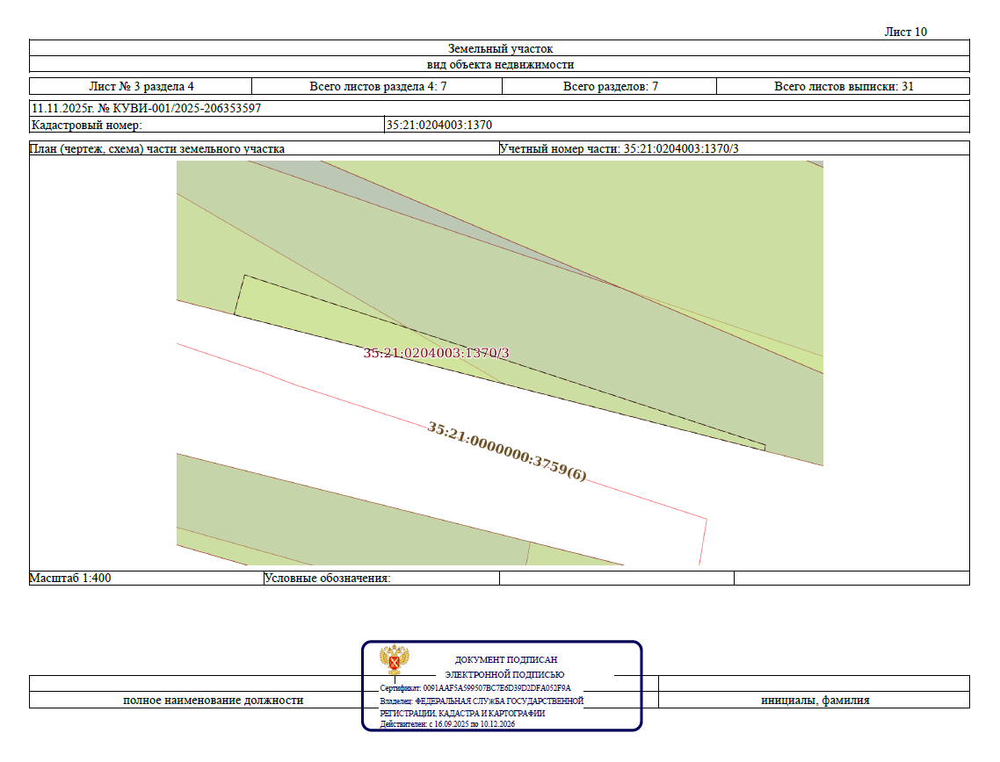 Лист 10
Земельный участок
вид объекта недвижимости
Лист № 3 раздела 4 Всего листов раздела 4: 7 Всего разделов: 7 Всего листов выписки: 31
11.11.2025г. № КУВИ-001/2025-206353597
Кадастровый номер: 35:21:0204003:1370
План (чертеж, схема) части земельного участка Учетный номер части: 35:21:0204003:1370/3
35:21:0204003:1370/3
35:21:0000000:3759(6)
Масштаб 1:400 Условные обозначения:
ДОКУМЕНТ ПОДПИСАН
ЭЛЕКТРОННОЙ ПОДПИСЬЮ
Сертификат: 0091AAF5A599507BC7E6D39D2DFA052F9A
Владелец: ФЕДЕРАЛЬНАЯ СЛУЖБА ГОСУДАРСТВЕННОЙ
РЕГИСТРАЦИИ, КАДАСТРА И КАРТОГРАФИИ
Действителен: с 16.09.2025 по 10.12.2026
полное наименование должности инициалы, фамилия